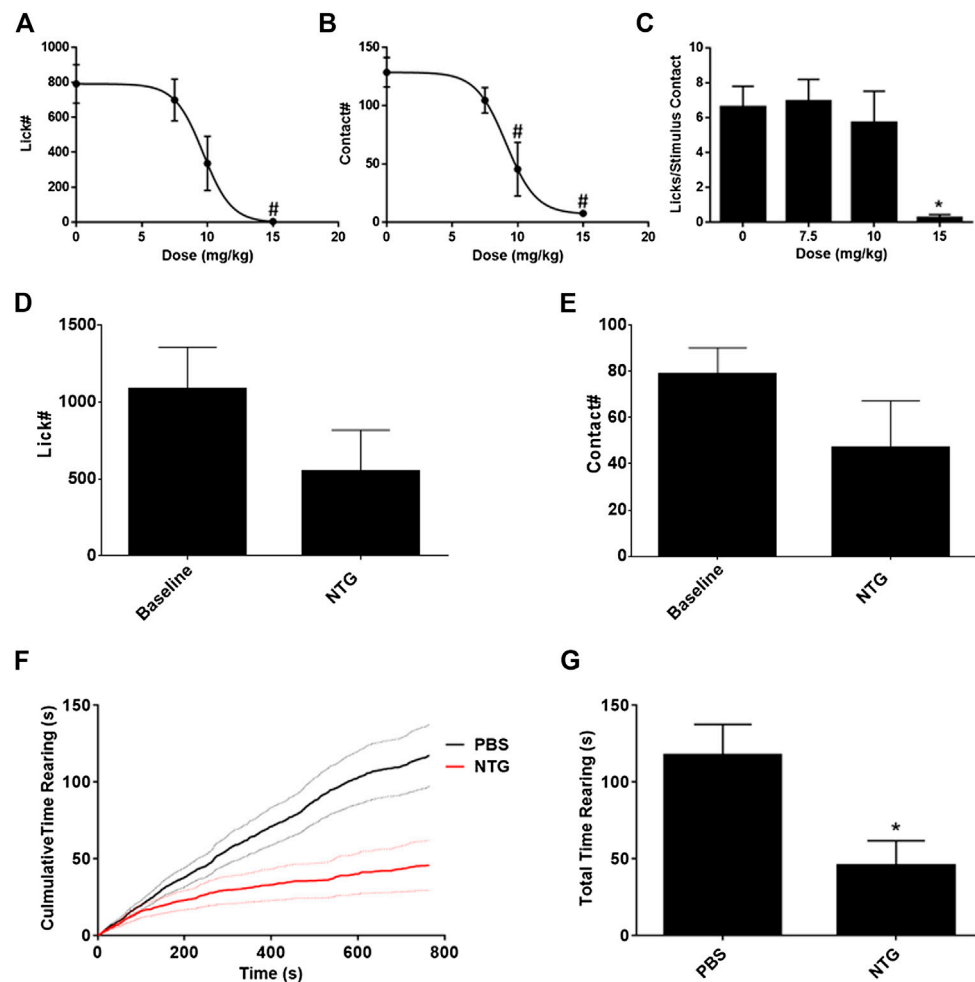 A
Lick#
1000
800
600
400
200
0
#
0 5 10 15 20
Dose (mg/kg)
B
Contact#
150
100
50
0
#
#
0 5 10 15 20
Dose (mg/kg)
C
Licks/Stimulus Contact
10
8
6
4
2
0
*
0 7.5 10 15
Dose (mg/kg)
D
Lick#
1500
1000
500
0
Baseline
NTG
E
Contact#
100
80
60
40
20
0
Baseline
NTG
F
CulmativeTime Rearing (s)
150
100
50
0
0 200 400 600 800
Time (s)
PBS
NTG
G
Total Time Rearing (s)
150
100
50
0
*
PBS
NTG